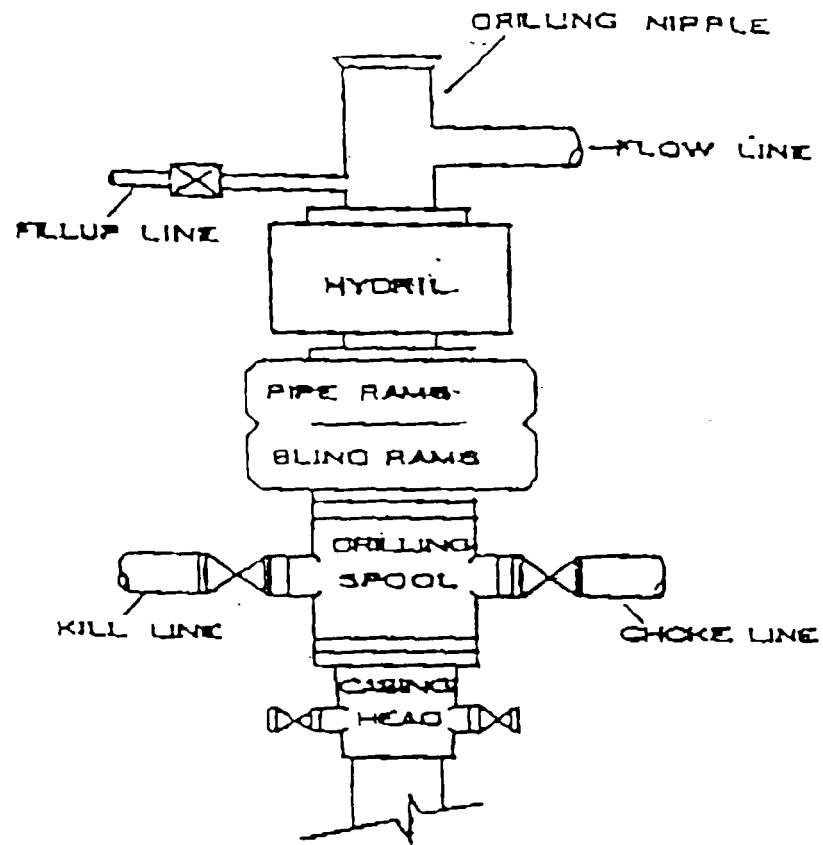 DRILLING NIPPLE
FLOW LINE
FILLUP LINE
HYDRIL
PIPE RAMS
BLIND RAMS
DRILLING
SPOOL
KILL LINE
CHOKE LINE
CASING
HEAD